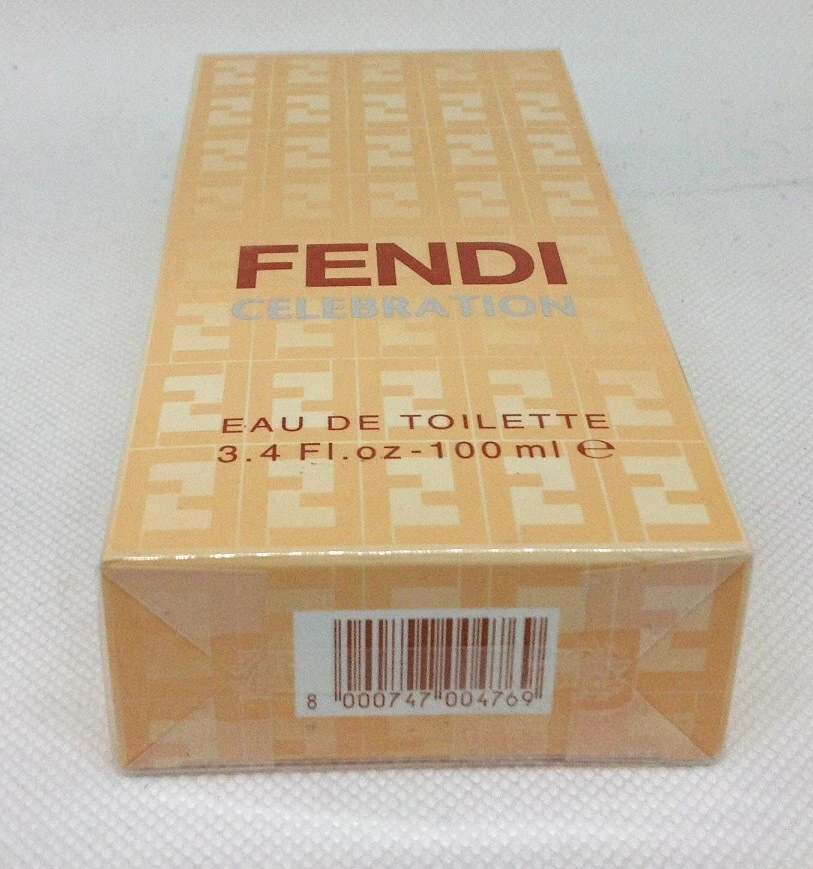 FENDI
CELEBRATION
EAU DE TOILETTE
3.4 Fl.oz-100 ml ℮
8 000747 004769